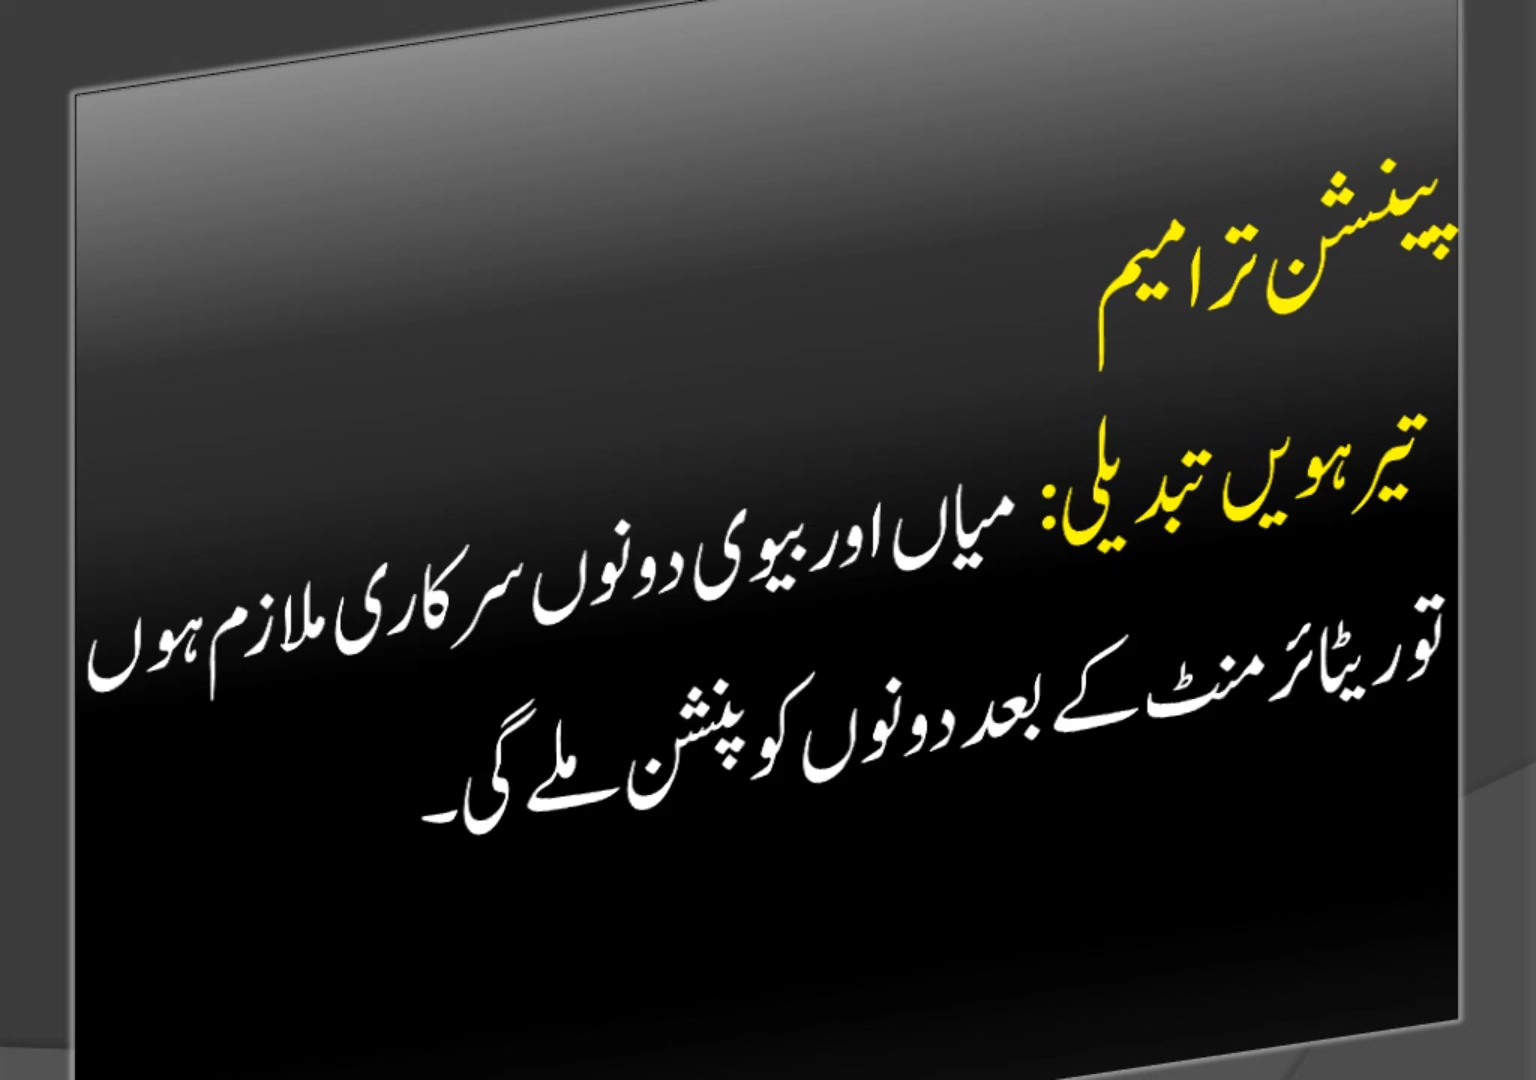 پینشن ترامیم
تیرہویں تبدیلی: میاں اور بیوی دونوں سرکاری ملازم ہوں
تو ریٹائرمنٹ کے بعد دونوں کو پنشن ملے گی۔